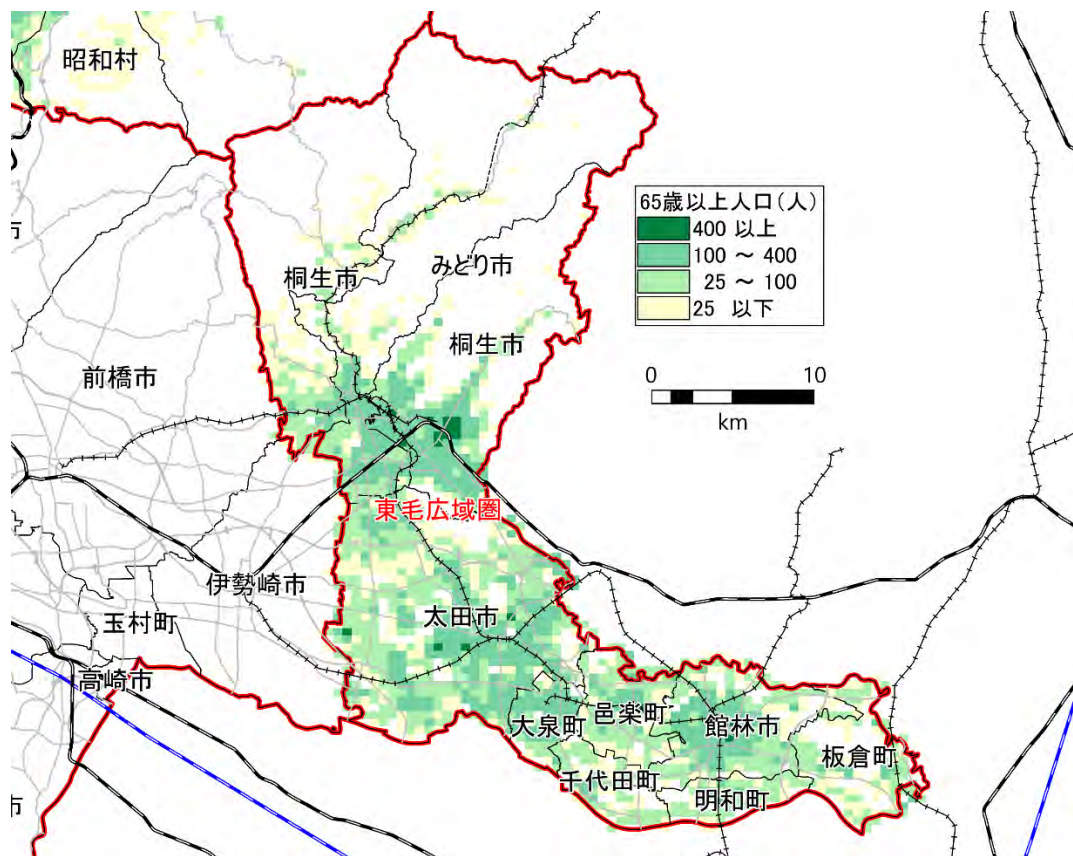 昭和村
65歳以上人口(人)
400 以上
100 ～ 400
25 ～ 100
25 以下
市
桐生市
みどり市
桐生市
前橋市
0 10
km
東毛広域圏
伊勢崎市
太田市
玉村町
高崎市
大泉町
邑楽町
館林市
板倉町
千代田町
明和町
市